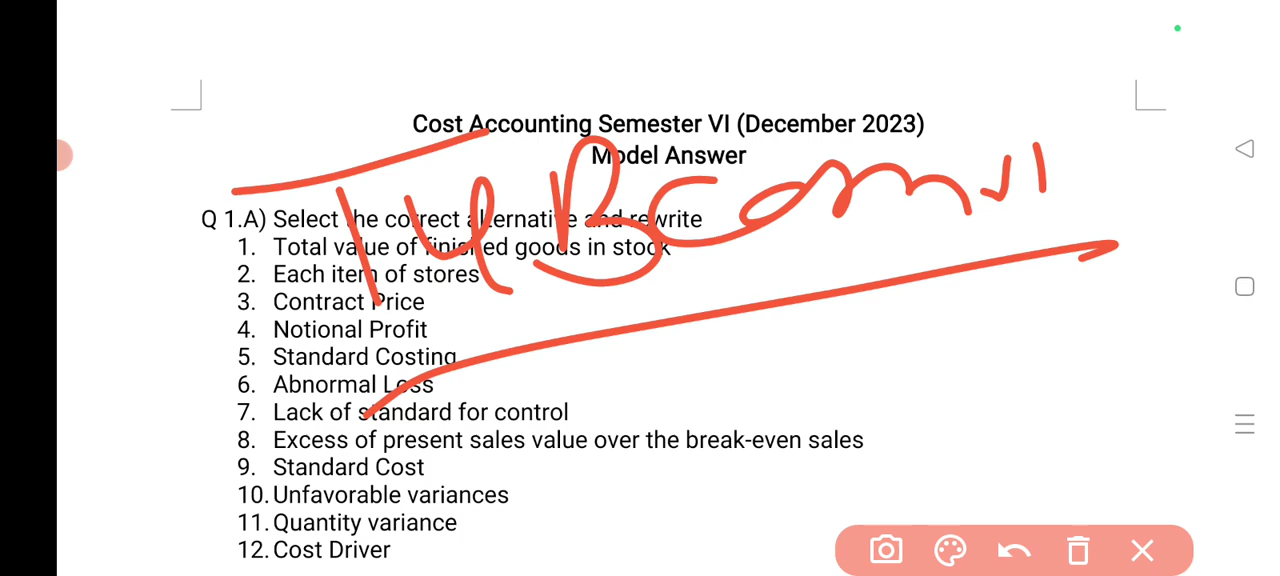 Cost Accounting Semester VI (December 2023)
Model Answer
Q 1.A) Select the correct alternative and rewrite
1. Total value of finished goods in stock
2. Each item of stores
3. Contract Price
4. Notional Profit
5. Standard Costing
6. Abnormal Loss
7. Lack of standard for control
8. Excess of present sales value over the break-even sales
9. Standard Cost
10. Unfavorable variances
11. Quantity variance
12. Cost Driver